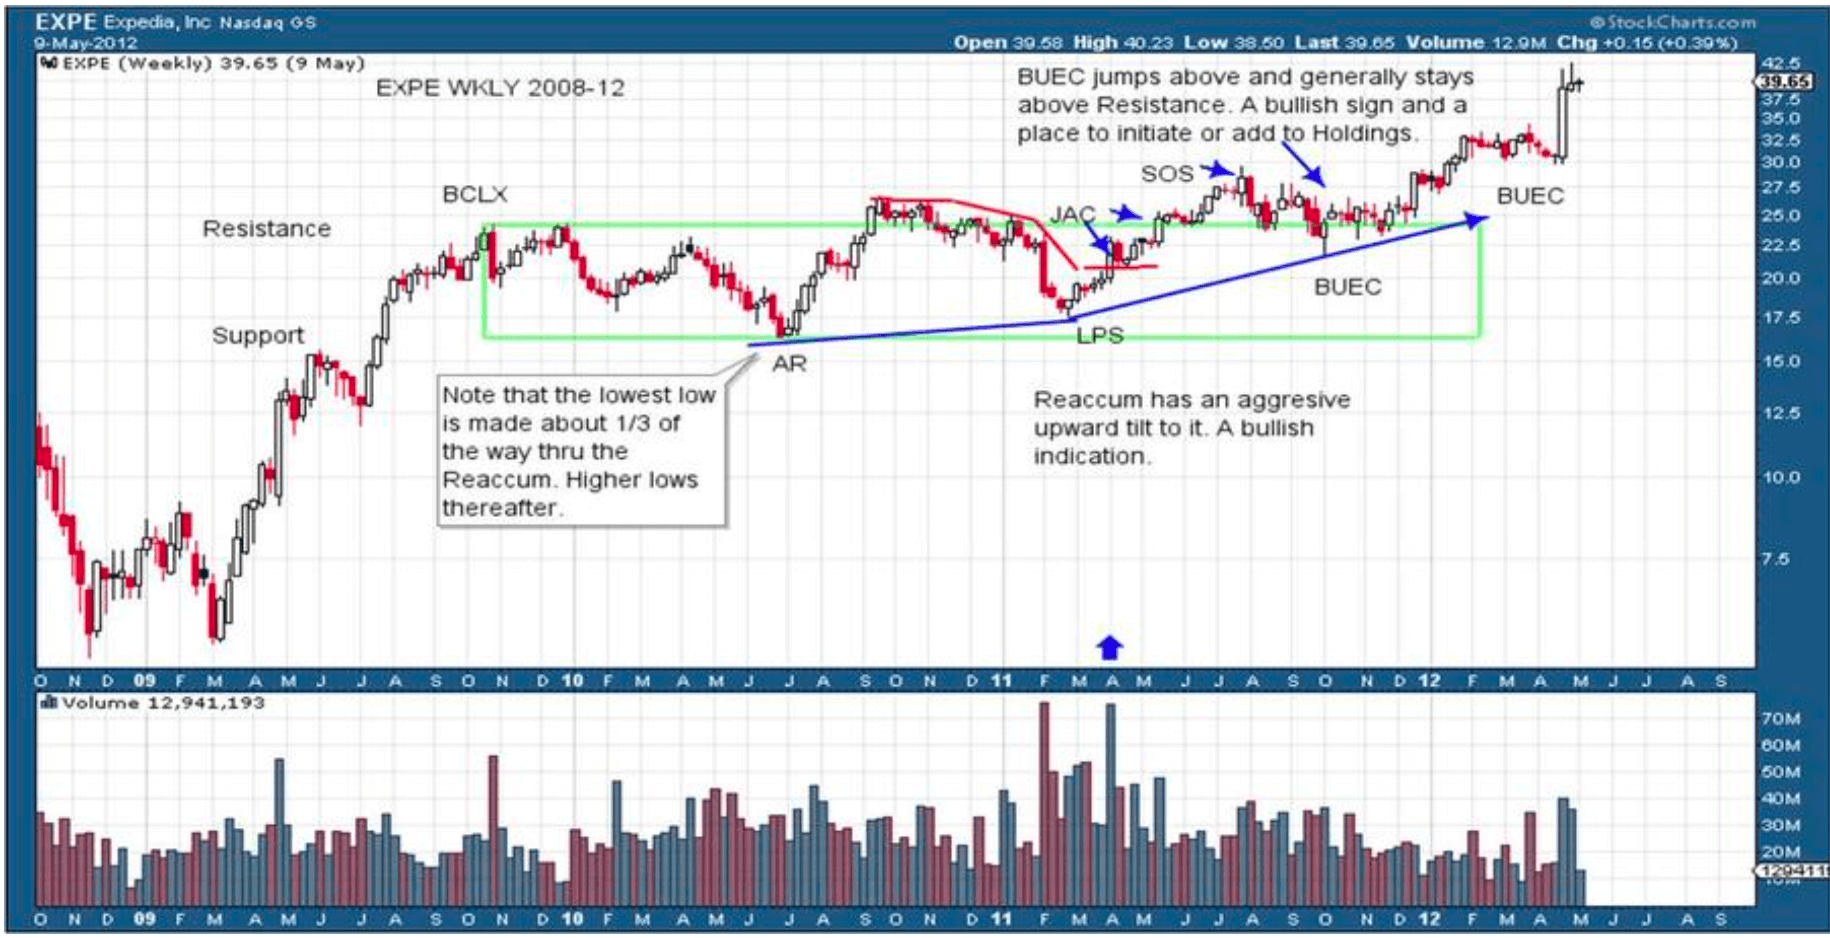 EXPE Expedia, Inc Nasdaq GS
© StockCharts.com
9-May-2012
Open 39.58 High 40.23 Low 38.50 Last 39.65 Volume 12.9M Chg +0.15 (+0.39%)
EXPE (Weekly) 39.65 (9 May)
EXPE WKLY 2008-12
BUEC jumps above and generally stays
above Resistance. A bullish sign and a
place to initiate or add to Holdings.
42.5
39.65
37.5
35.0
32.5
30.0
27.5
25.0
22.5
20.0
17.5
15.0
12.5
10.0
7.5
SOS
BCLX
BUEC
JAC
Resistance
BUEC
Support
LPS
AR
Note that the lowest low
is made about 1/3 of
the way thru the
Reaccum. Higher lows
thereafter.
Reaccum has an aggresive
upward tilt to it. A bullish
indication.
O N D 09 F M A M J J A S O N D 10 F M A M J J A S O N D 11 F M A M J J A S O N D 12 F M A M J J A S
Volume 12,941,193
70M
60M
50M
40M
30M
20M
O N D 09 F M A M J J A S O N D 10 F M A M J J A S O N D 11 F M A M J J A S O N D 12 F M A M J J A S